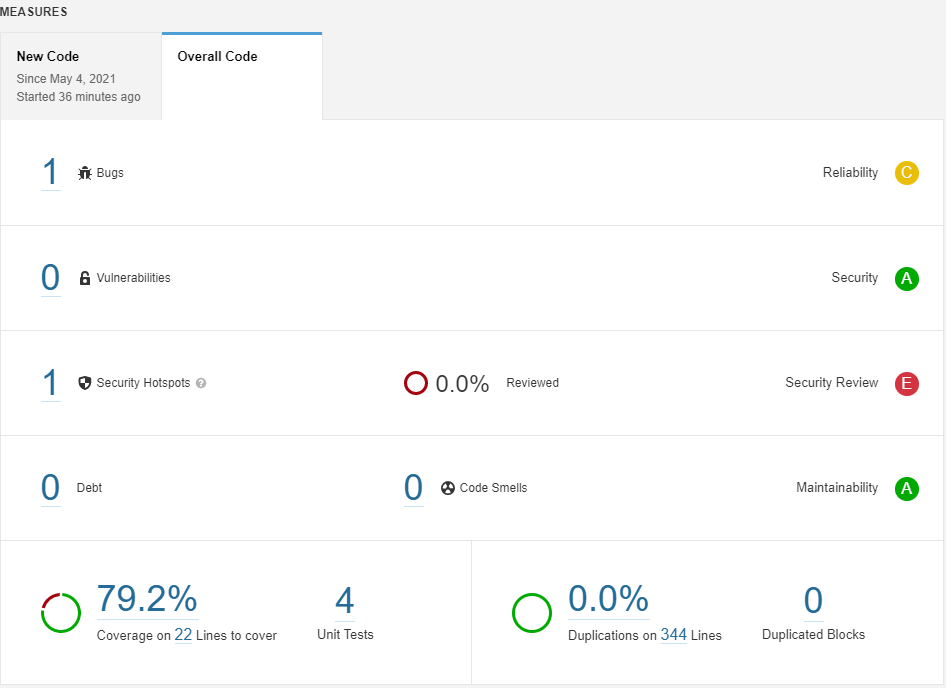 MEASURES
New Code
Since May 4, 2021
Started 36 minutes ago
Overall Code
1 Bugs
Reliability C
0 Vulnerabilities
Security A
1 Security Hotspots ?
0.0% Reviewed
Security Review E
0 Debt
0 Code Smells
Maintainability A
79.2%
Coverage on 22 Lines to cover
4
Unit Tests
0.0%
Duplications on 344 Lines
0
Duplicated Blocks